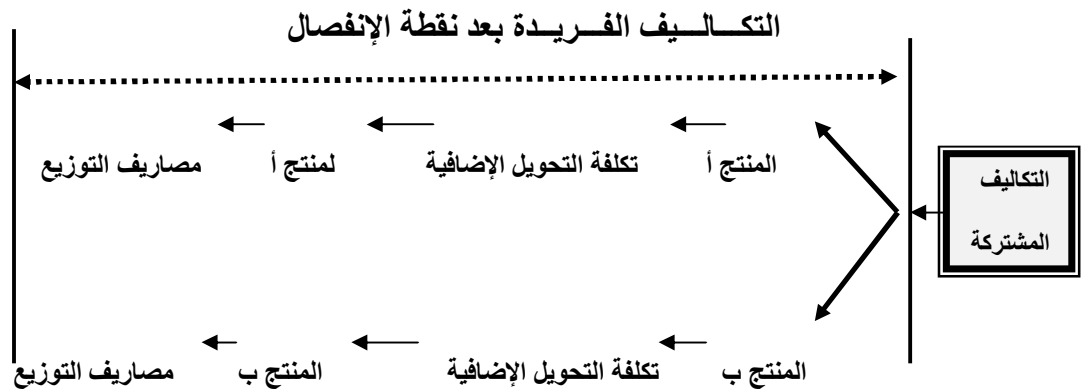 التكـــالـــيف الفـــريــدة بعد نقطة الإنفصال
المنتج أ تكلفة التحويل الإضافية لمنتج أ مصاريف التوزيع
التكاليف
المشتركة
المنتج ب تكلفة التحويل الإضافية المنتج ب مصاريف التوزيع